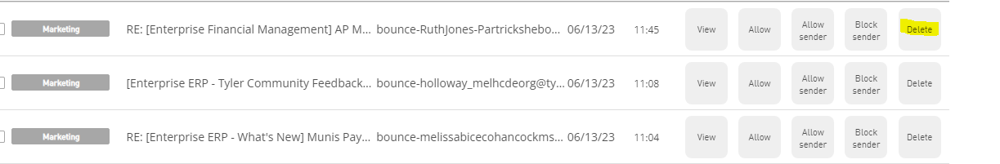 Marketing RE: [Enterprise Financial Management] AP M... bounce-RuthJones-Partrickshebo... 06/13/23 11:45 View Allow Allow sender Block sender Delete
Marketing [Enterprise ERP - Tyler Community Feedback... bounce-holloway_melhcdeorg@ty... 06/13/23 11:08 View Allow Allow sender Block sender Delete
Marketing RE: [Enterprise ERP - What's New] Munis Pay... bounce-melissabicecohancockms... 06/13/23 11:04 View Allow Allow sender Block sender Delete